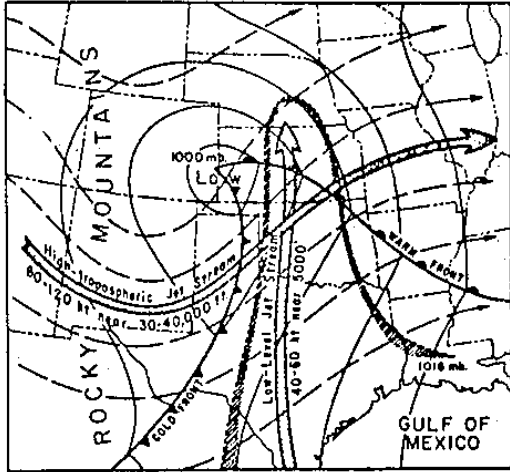 ROCKY MOUNTAINS
1000 mb.
Low
High-tropospheric Jet Stream
80-120 kt near 30-40,000 ft
Low-Level Jet Stream
40-60 kt near 5000
WARM FRONT
COLD FRONT
1016 mb.
GULF OF
MEXICO